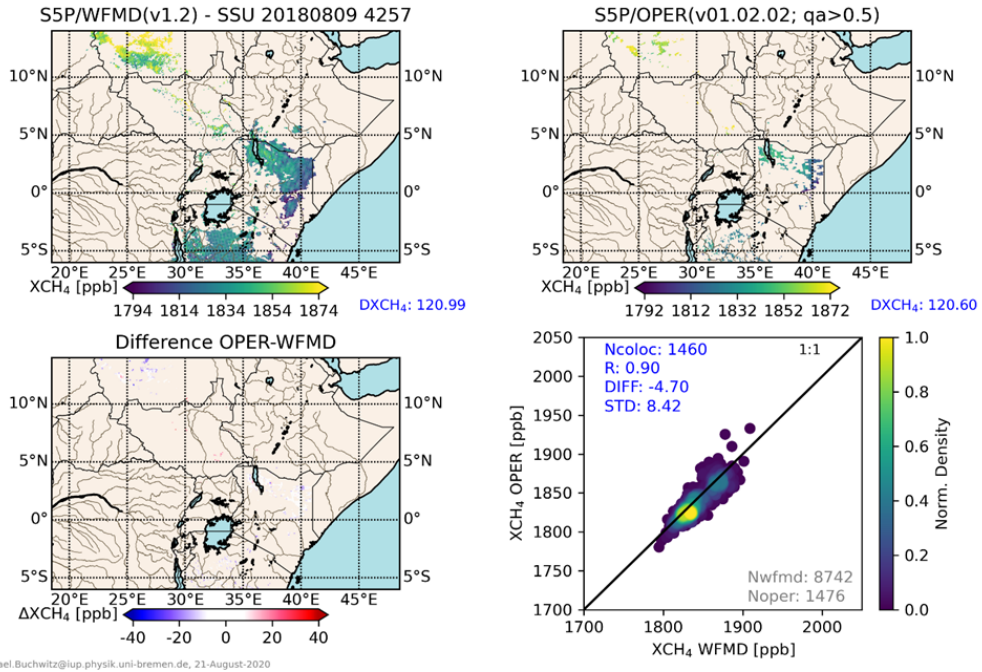 S5P/WFMD(v1.2) - SSU 20180809 4257
10°N
5°N
0°
5°S
10°N
5°N
0°
5°S
20°E 25°E 30°E 35°E 40°E 45°E
XCH₄ [ppb]
1794 1814 1834 1854 1874
DXCH₄: 120.99
S5P/OPER(v01.02.02; qa>0.5)
10°N
5°N
0°
5°S
10°N
5°N
0°
5°S
20°E 25°E 30°E 35°E 40°E 45°E
XCH₄ [ppb]
1792 1812 1832 1852 1872
DXCH₄: 120.60
Difference OPER-WFMD
10°N
5°N
0°
5°S
10°N
5°N
0°
5°S
20°E 25°E 30°E 35°E 40°E 45°E
ΔXCH₄ [ppb]
-40 -20 0 20 40
Ncoloc: 1460
R: 0.90
DIFF: -4.70
STD: 8.42
1:1
Nwfmd: 8742
Noper: 1476
2050
2000
1950
1900
1850
1800
1750
1700
XCH₄ OPER [ppb]
1700 1800 1900 2000
XCH₄ WFMD [ppb]
1.0
0.8
0.6
0.4
0.2
0.0
Norm. Density
ael.Buchwitz@iup.physik.uni-bremen.de, 21-August-2020